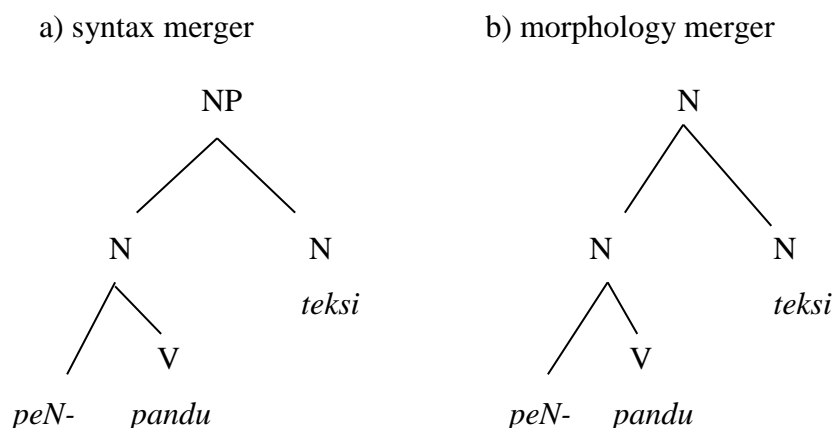 a) syntax merger b) morphology merger
NP N
N N N N
teksi teksi
V V
peN- pandu peN- pandu